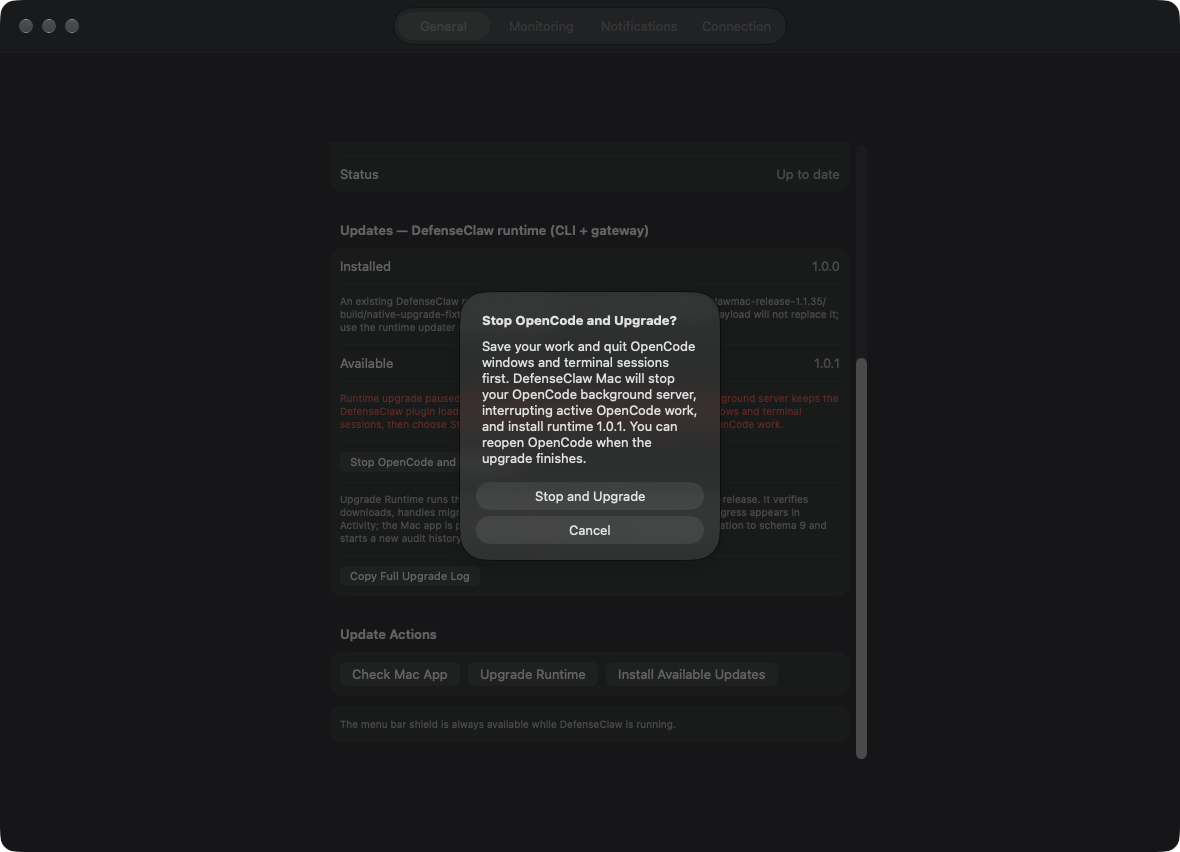 General Monitoring Notifications Connection
Status Up to date
Updates — DefenseClaw runtime (CLI + gateway)
Installed 1.0.0
An existing DefenseClaw lawmac-release-1.1.35/
build/native-upgrade-fixt ayload will not replace it;
use the runtime updater
Available 1.0.1
Runtime upgrade paused ground server keeps the
DefenseClaw plugin load ows and terminal
sessions, then choose St nCode work.
Stop OpenCode and
Upgrade Runtime runs th release. It verifies
downloads, handles migr gress appears in
Activity; the Mac app is p ation to schema 9 and
starts a new audit history
Copy Full Upgrade Log
Stop OpenCode and Upgrade?
Save your work and quit OpenCode
windows and terminal sessions
first. DefenseClaw Mac will stop
your OpenCode background server,
interrupting active OpenCode work,
and install runtime 1.0.1. You can
reopen OpenCode when the
upgrade finishes.
Stop and Upgrade
Cancel
Update Actions
Check Mac App Upgrade Runtime Install Available Updates
The menu bar shield is always available while DefenseClaw is running.